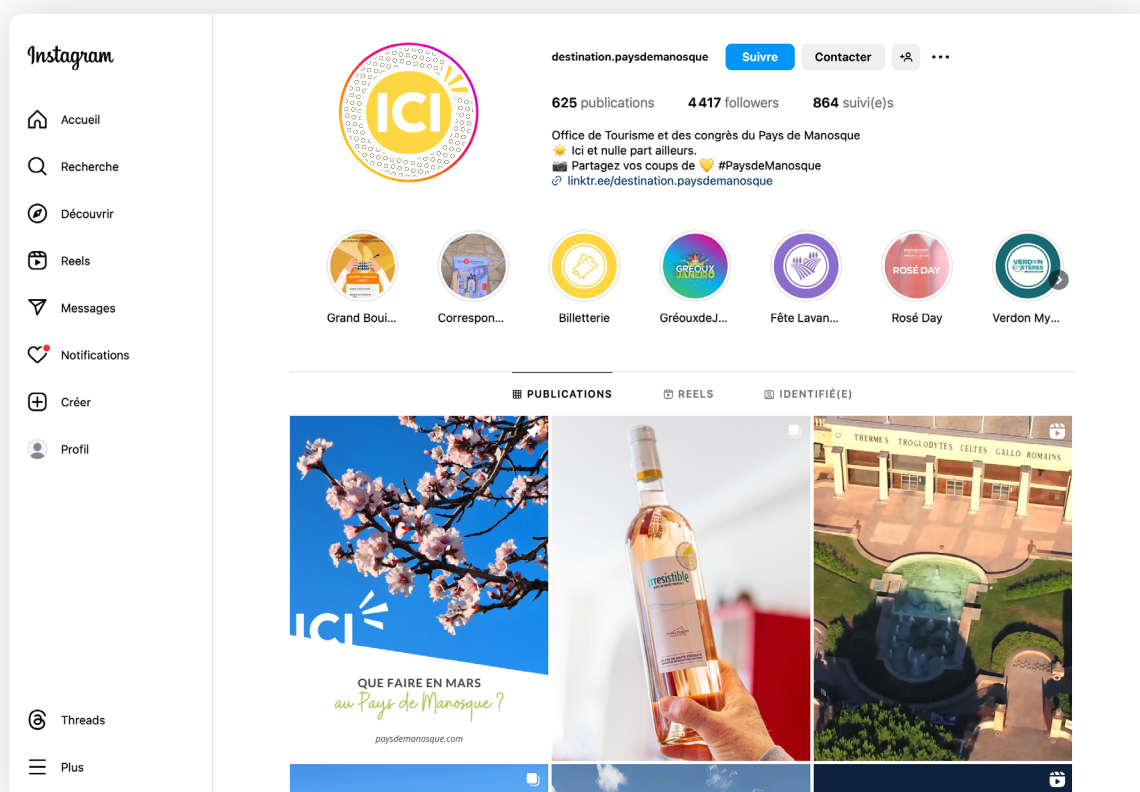 Instagram
Accueil
Recherche
Découvrir
Reels
Messages
Notifications
Créer
Profil
Threads
Plus
ICI
destination.paysdemanosque
Suivre
Contacter
625 publications 4 417 followers 864 suivi(e)s
Office de Tourisme et des congrès du Pays de Manosque
☀️ Ici et nulle part ailleurs.
📷 Partagez vos coups de 💛 #PaysdeManosque
linktr.ee/destination.paysdemanosque
GRÉOUX
JANEIRO
ROSÉ DAY
VERDON
MYSTÈRES
Grand Boui...
Correspon...
Billetterie
GréouxdeJ...
Fête Lavan...
Rosé Day
Verdon My...
PUBLICATIONS
REELS
IDENTIFIÉ(E)
ICI
QUE FAIRE EN MARS
au Pays de Manosque ?
paysdemanosque.com
irresistible
THERMES TROGLODYTES CELTES GALLO ROMAINS